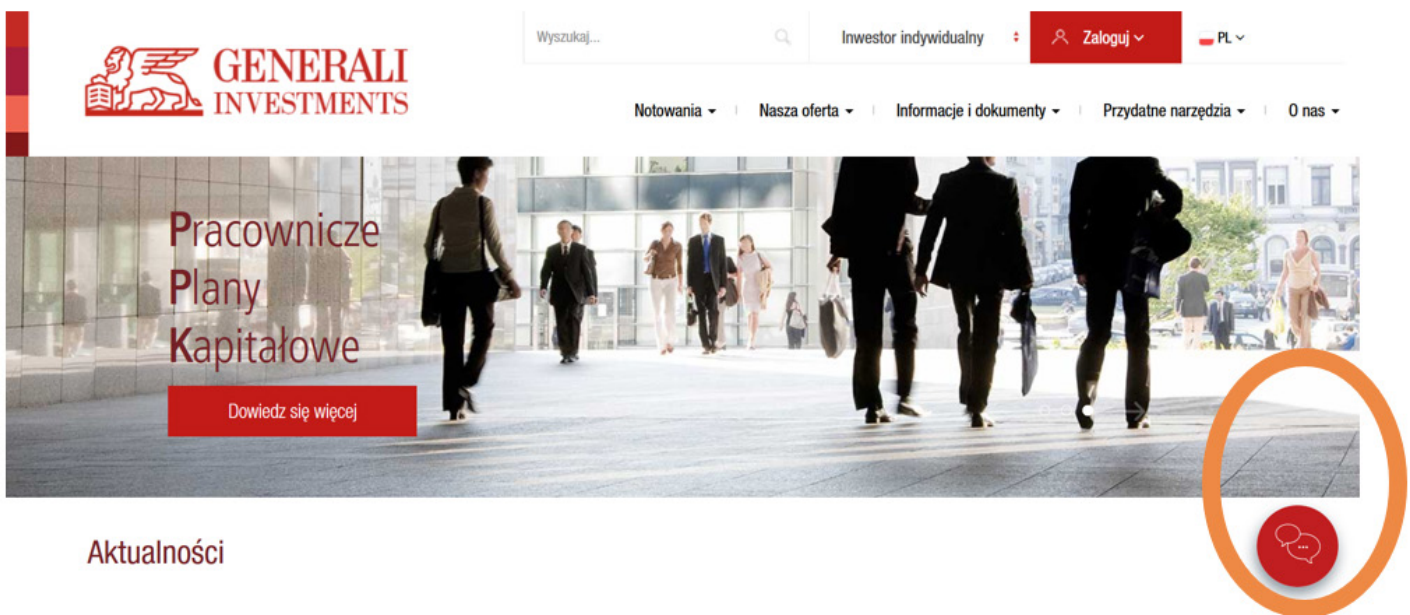 Wyszukaj...
Inwestor indywidualny
Zaloguj
PL
GENERALI
INVESTMENTS
Notowania
Nasza oferta
Informacje i dokumenty
Przydatne narzędzia
O nas
Pracownicze
Plany
Kapitałowe
Dowiedz się więcej
Aktualności